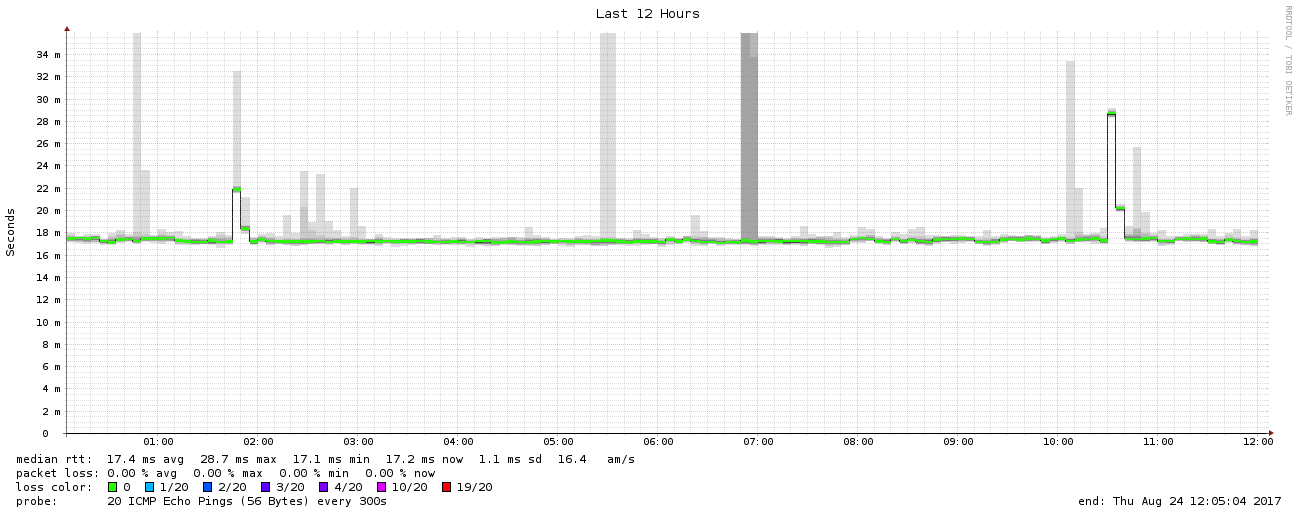 Last 12 Hours
RRDTOOL / TOBI OETIKER
Seconds
34 m
32 m
30 m
28 m
26 m
24 m
22 m
20 m
18 m
16 m
14 m
12 m
10 m
8 m
6 m
4 m
2 m
0
01:00 02:00 03:00 04:00 05:00 06:00 07:00 08:00 09:00 10:00 11:00 12:00
median rtt: 17.4 ms avg 28.7 ms max 17.1 ms min 17.2 ms now 1.1 ms sd 16.4 am/s
packet loss: 0.00 % avg 0.00 % max 0.00 % min 0.00 % now
loss color: 0 1/20 2/20 3/20 4/20 10/20 19/20
probe: 20 ICMP Echo Pings (56 Bytes) every 300s end: Thu Aug 24 12:05:04 2017